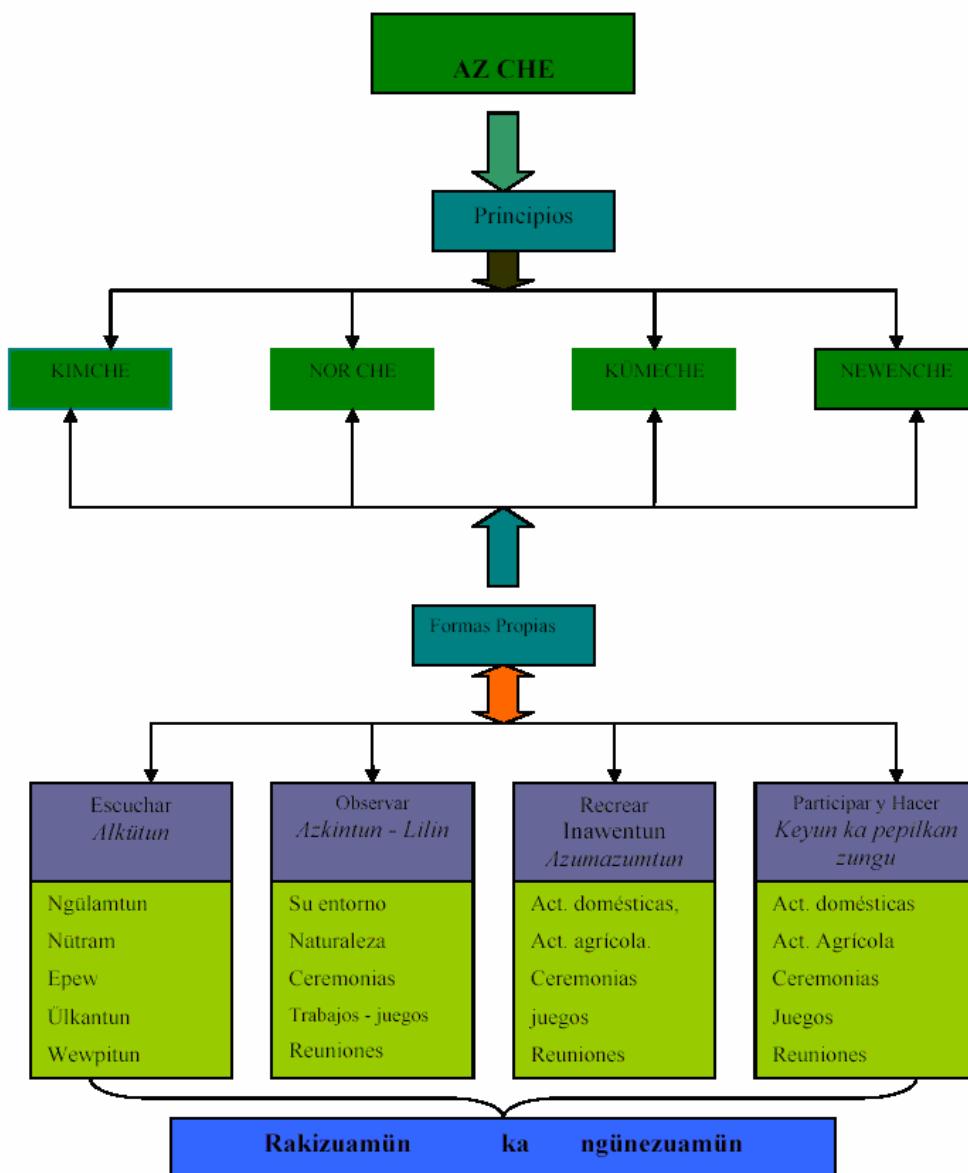 AZ CHE
Principios
KIMCHE
NOR CHE
KÜMECHE
NEWENCHE
Formas Propias
Escuchar
Alkütun
Ngülamtun
Nütram
Epew
Ülkantun
Wewpitun
Observar
Azkintun - Lilin
Su entorno
Naturaleza
Ceremonias
Trabajos - juegos
Reuniones
Recrear
Inawentun
Azumazumtun
Act. domésticas,
Act. agrícola.
Ceremonias
juegos
Reuniones
Participar y Hacer
Keyun ka pepilkan
zungu
Act. domésticas
Act. Agrícola
Ceremonias
Juegos
Reuniones
Rakizuamün ka ngünezuamün